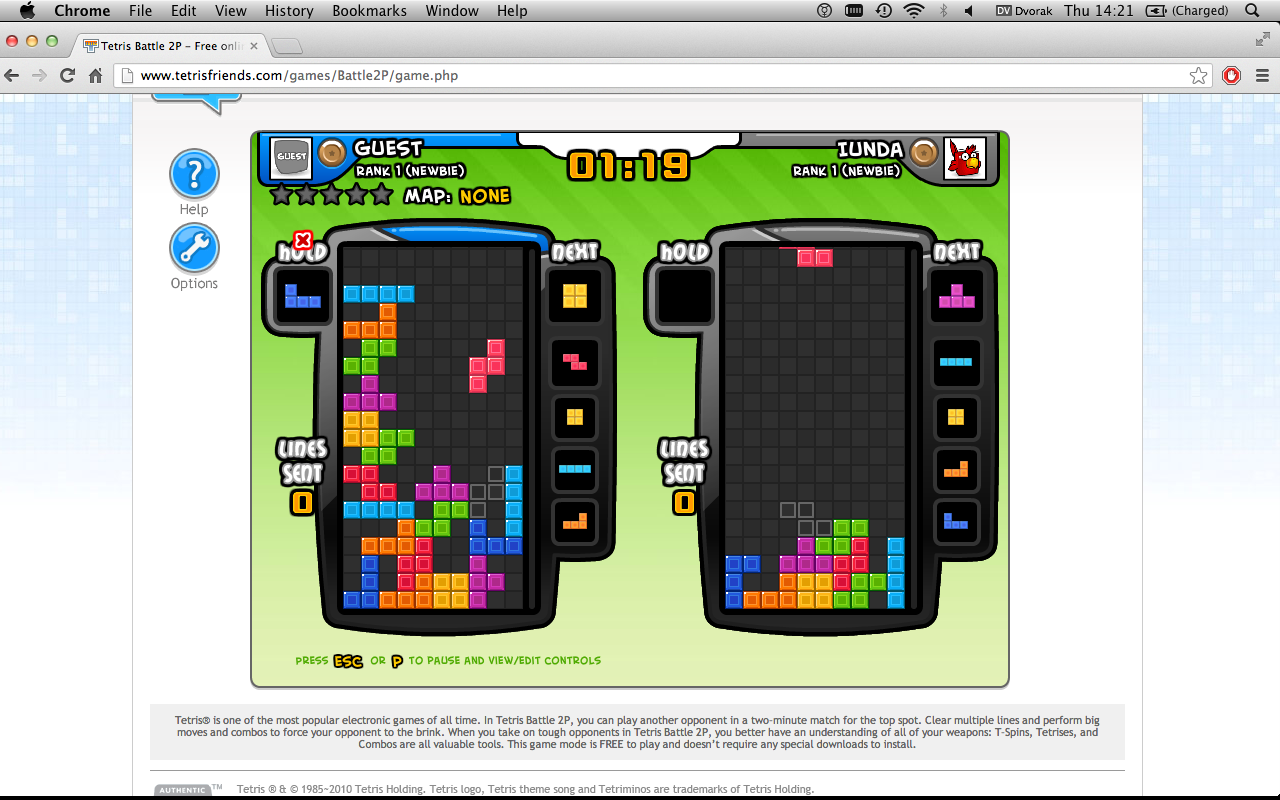 Chrome File Edit View History Bookmarks Window Help DV Dvorak Thu 14:21 (Charged)
Tetris Battle 2P – Free onli
www.tetrisfriends.com/games/Battle2P/game.php
?
Help
Options
GUEST
GUEST
RANK 1 (NEWBIE)
MAP: NONE
01:19
IUNDA
RANK 1 (NEWBIE)
HOLD
NEXT
HOLD
NEXT
LINES
SENT
0
LINES
SENT
0
PRESS ESC OR P TO PAUSE AND VIEW/EDIT CONTROLS
Tetris® is one of the most popular electronic games of all time. In Tetris Battle 2P, you can play another opponent in a two-minute match for the top spot. Clear multiple lines and perform big
moves and combos to force your opponent to the brink. When you take on tough opponents in Tetris Battle 2P, you better have an understanding of all of your weapons: T-Spins, Tetrises, and
Combos are all valuable tools. This game mode is FREE to play and doesn't require any special downloads to install.
AUTHENTIC TM Tetris ® & © 1985~2010 Tetris Holding. Tetris logo, Tetris theme song and Tetriminos are trademarks of Tetris Holding.